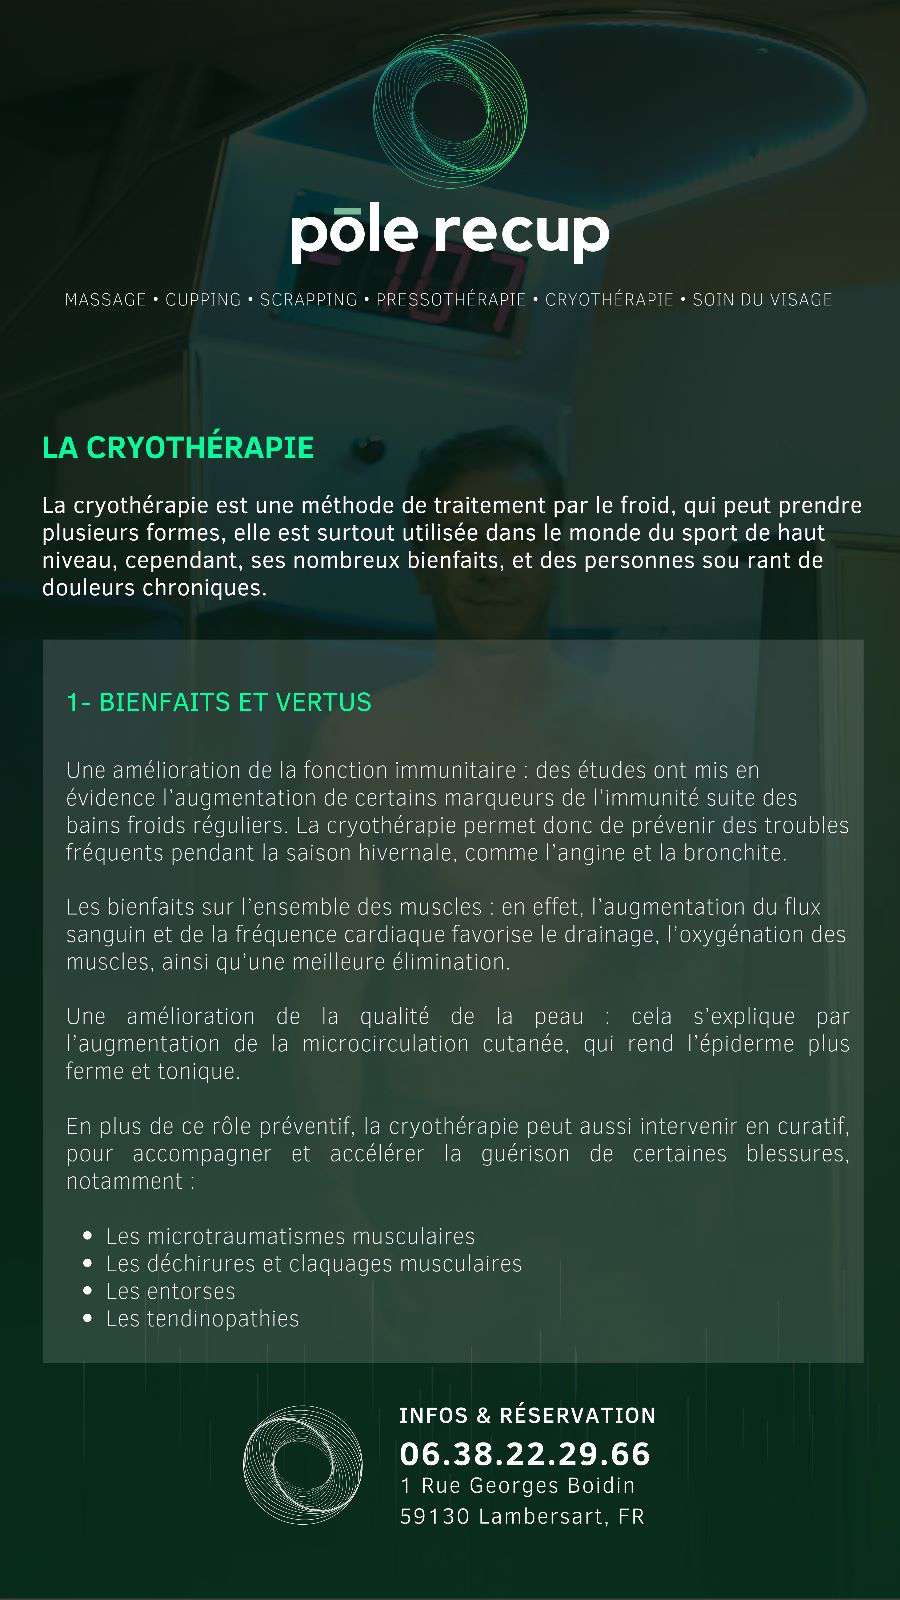 pōle recup
-107
MASSAGE • CUPPING • SCRAPPING • PRESSOTHÉRAPIE • CRYOTHÉRAPIE • SOIN DU VISAGE
LA CRYOTHÉRAPIE
La cryothérapie est une méthode de traitement par le froid, qui peut prendre
plusieurs formes, elle est surtout utilisée dans le monde du sport de haut
niveau, cependant, ses nombreux bienfaits, et des personnes sou rant de
douleurs chroniques.
1- BIENFAITS ET VERTUS
Une amélioration de la fonction immunitaire : des études ont mis en
évidence l'augmentation de certains marqueurs de l'immunité suite des
bains froids réguliers. La cryothérapie permet donc de prévenir des troubles
fréquents pendant la saison hivernale, comme l'angine et la bronchite.
Les bienfaits sur l'ensemble des muscles : en effet, l'augmentation du flux
sanguin et de la fréquence cardiaque favorise le drainage, l'oxygénation des
muscles, ainsi qu'une meilleure élimination.
Une amélioration de la qualité de la peau : cela s'explique par
l'augmentation de la microcirculation cutanée, qui rend l'épiderme plus
ferme et tonique.
En plus de ce rôle préventif, la cryothérapie peut aussi intervenir en curatif,
pour accompagner et accélérer la guérison de certaines blessures,
notamment :
• Les microtraumatismes musculaires
• Les déchirures et claquages musculaires
• Les entorses
• Les tendinopathies
INFOS & RÉSERVATION
06.38.22.29.66
1 Rue Georges Boidin
59130 Lambersart, FR